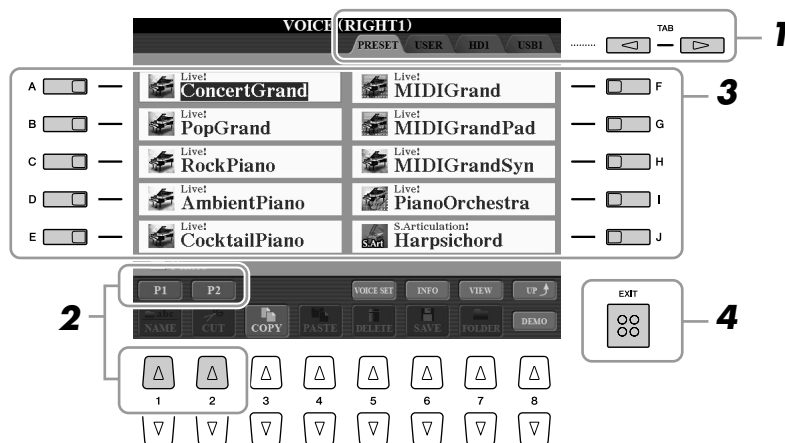 VOICE (RIGHT1)
PRESET USER HD1 USB1
TAB
1
A Live! ConcertGrand Live! MIDIGrand F
3
B Live! PopGrand Live! MIDIGrandPad G
C Live! RockPiano Live! MIDIGrandSyn H
D Live! AmbientPiano Live! PianoOrchestra I
E Live! CocktailPiano S.Art S.Articulation! Harpsichord J
2
P1 P2 VOICE SET INFO VIEW UP
abc NAME CUT COPY PASTE DELETE SAVE FOLDER DEMO
EXIT
4
1 2 3 4 5 6 7 8